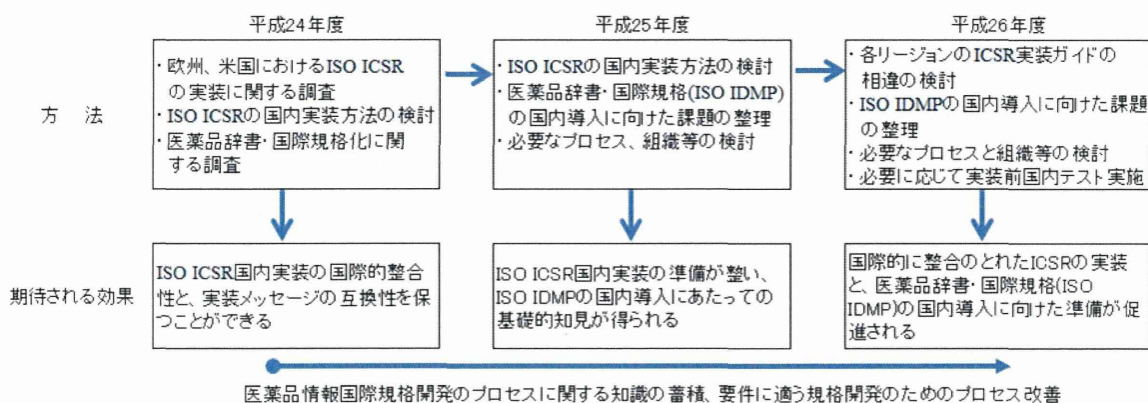 平成24年度
平成25年度
平成26年度
方 法
・欧州、米国におけるISO ICSR
の実装に関する調査
・ISO ICSRの国内実装方法の検討
・医薬品辞書・国際規格化に関
する調査
・ISO ICSRの国内実装方法の検討
・医薬品辞書・国際規格(ISO IDMP)
の国内導入に向けた課題の整理
・必要なプロセス、組織等の検討
・各リージョンのICSR実装ガイドの
相違の検討
・ISO IDMPの国内導入に向けた課題
の整理
・必要なプロセスと組織等の検討
・必要に応じて実装前国内テスト実施
期待される効果
ISO ICSR国内実装の国際的整合
性と、実装メッセージの互換性を保
つことができる
ISO ICSR国内実装の準備が整い、
ISO IDMPの国内導入にあたっての
基礎的知見が得られる
国際的に整合のとれたICSRの実装
と、医薬品辞書・国際規格(ISO
IDMP)の国内導入に向けた準備が促
進される
医薬品情報国際規格開発のプロセスに関する知識の蓄積、要件に適う規格開発のためのプロセス改善